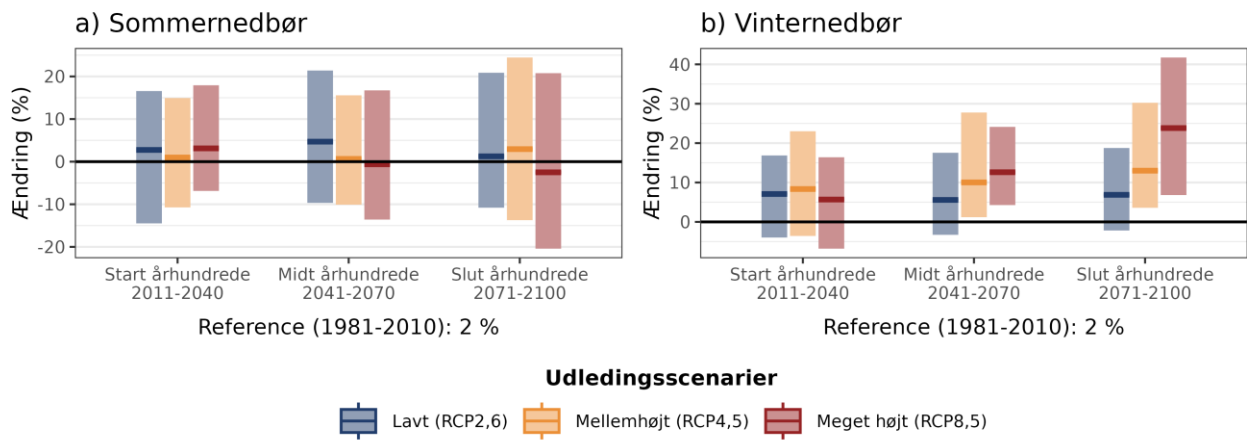 a) Sommernedbør
Ændring (%)
20
10
0
-10
-20
Start århundrede
2011-2040
Midt århundrede
2041-2070
Slut århundrede
2071-2100
Reference (1981-2010): 2 %
b) Vinternedbør
Ændring (%)
40
30
20
10
0
Start århundrede
2011-2040
Midt århundrede
2041-2070
Slut århundrede
2071-2100
Reference (1981-2010): 2 %
Udledingsscenarier
Lavt (RCP2,6)
Mellemhøjt (RCP4,5)
Meget højt (RCP8,5)